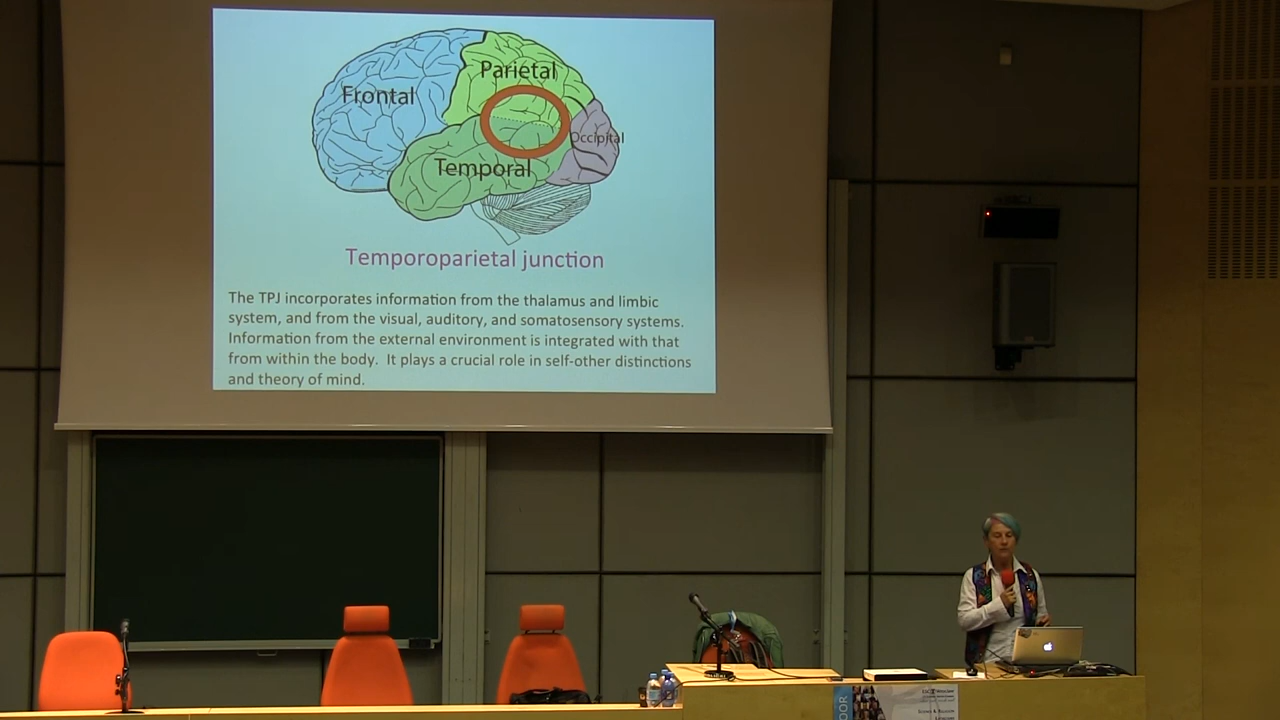 Parietal
Frontal
Occipital
Temporal
Temporoparietal junction
The TPJ incorporates information from the thalamus and limbic
system, and from the visual, auditory, and somatosensory systems.
Information from the external environment is integrated with that
from within the body.  It plays a crucial role in self-other distinctions
and theory of mind.